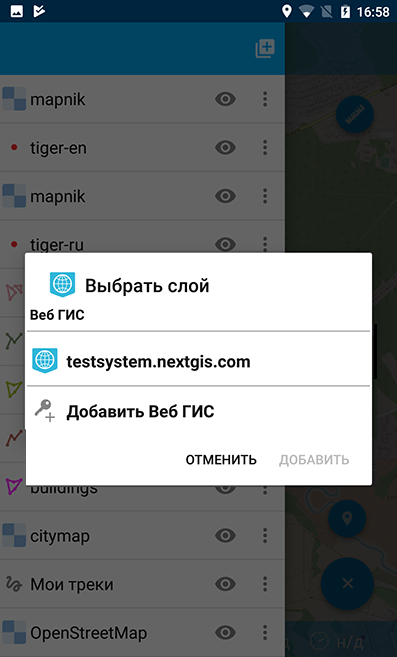 16:58
mapnik
tiger-en
mapnik
tiger-ru
Выбрать слой
Веб ГИС
testsystem.nextgis.com
Добавить Веб ГИС
ОТМЕНИТЬ ДОБАВИТЬ
buildings
citymap
Мои треки
OpenStreetMap
н/д